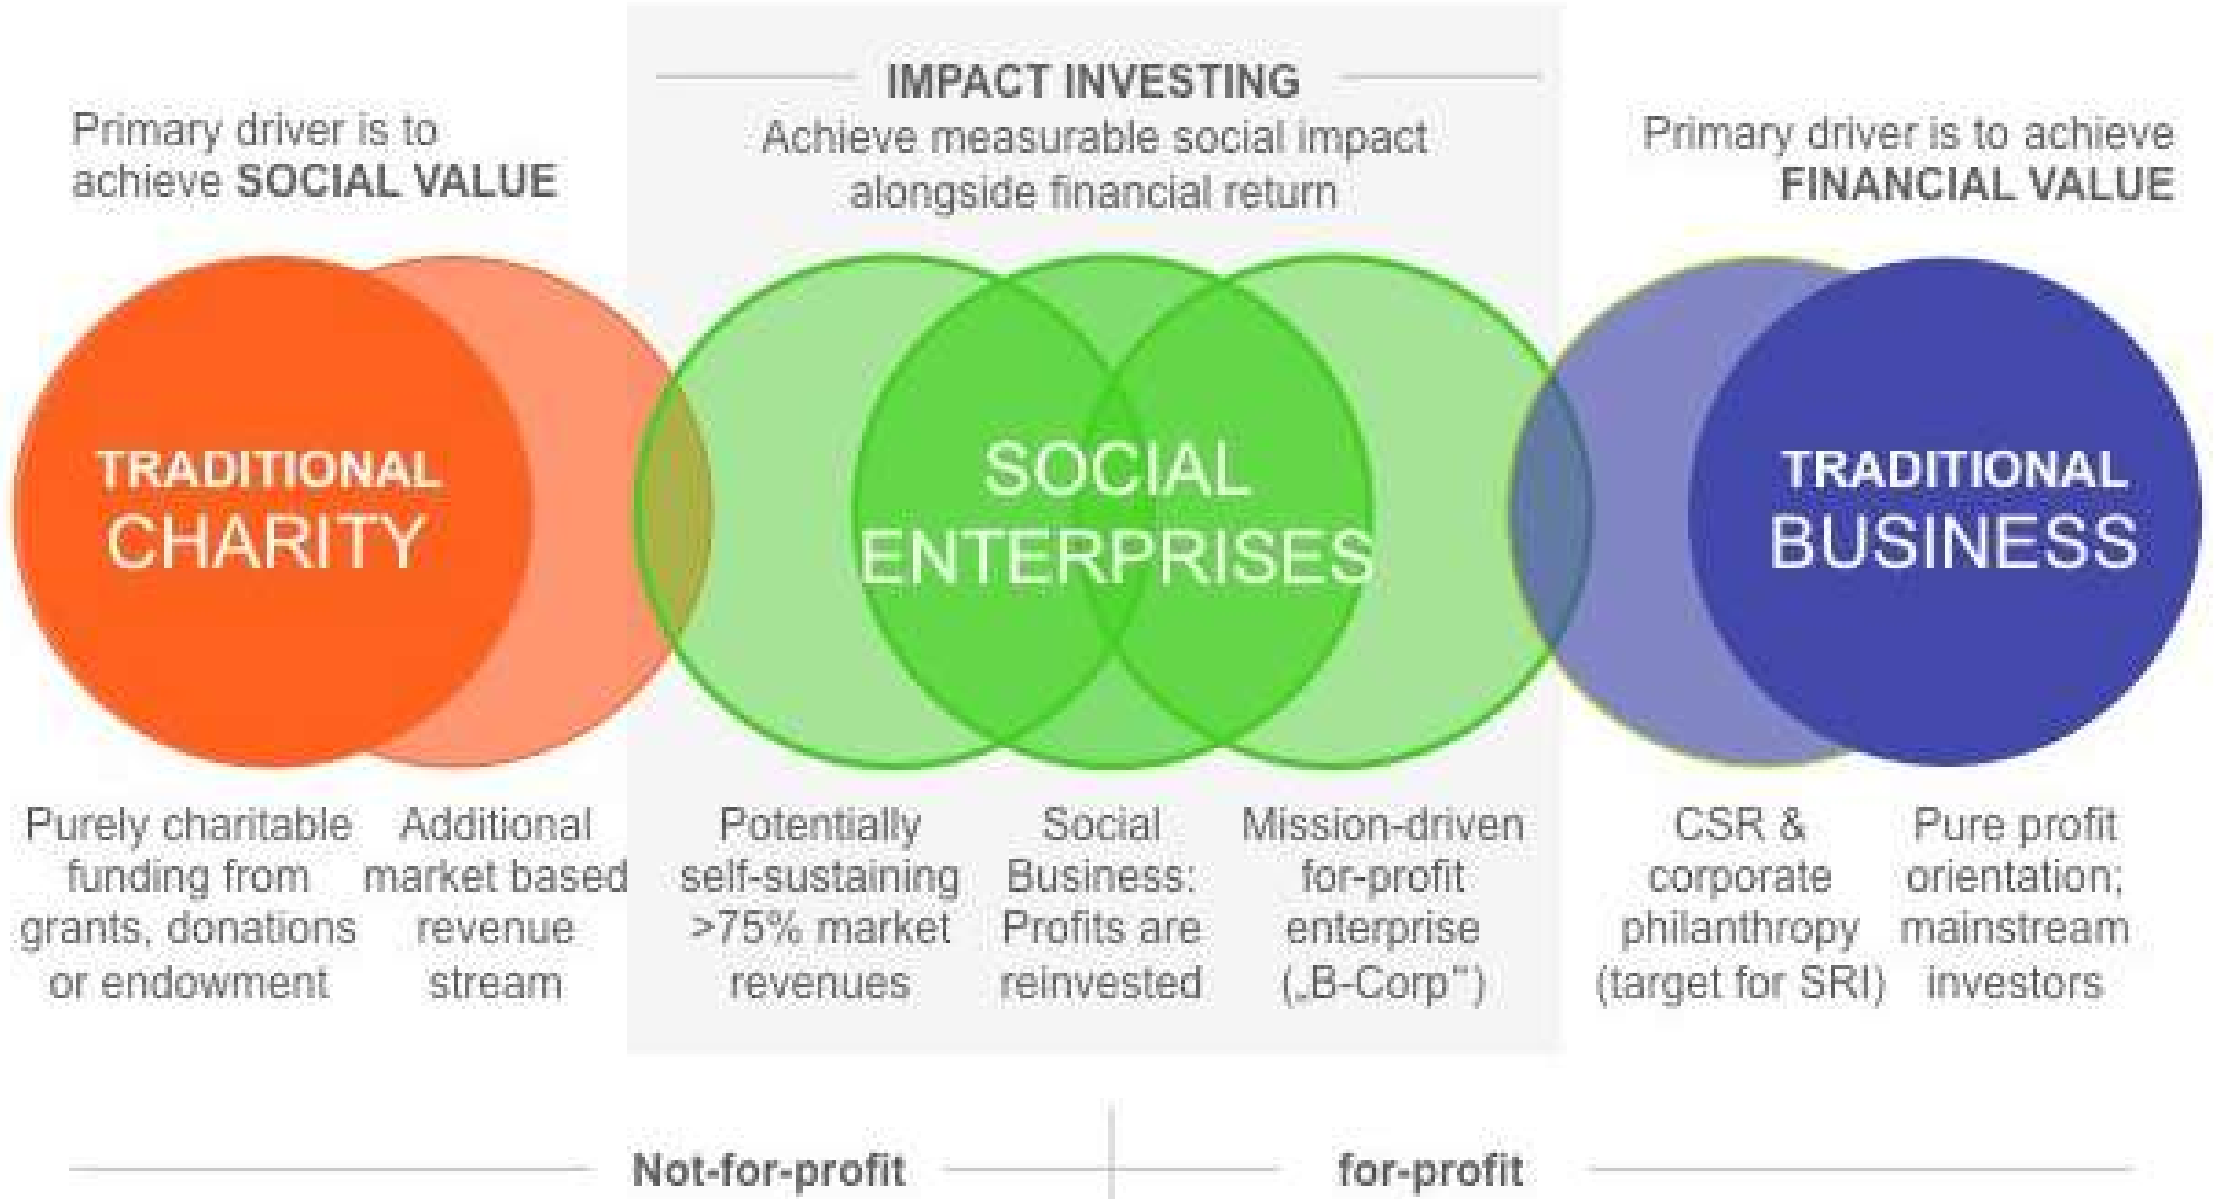 IMPACT INVESTING
Achieve measurable social impact
alongside financial return
Primary driver is to
achieve SOCIAL VALUE
Primary driver is to achieve
FINANCIAL VALUE
TRADITIONAL
CHARITY
SOCIAL
ENTERPRISES
TRADITIONAL
BUSINESS
Purely charitable
funding from
grants, donations
or endowment
Additional
market based
revenue
stream
Potentially
self-sustaining
>75% market
revenues
Social
Business:
Profits are
reinvested
Mission-driven
for-profit
enterprise
(„B-Corp“)
CSR &
corporate
philanthropy
(target for SRI)
Pure profit
orientation;
mainstream
investors
Not-for-profit
for-profit